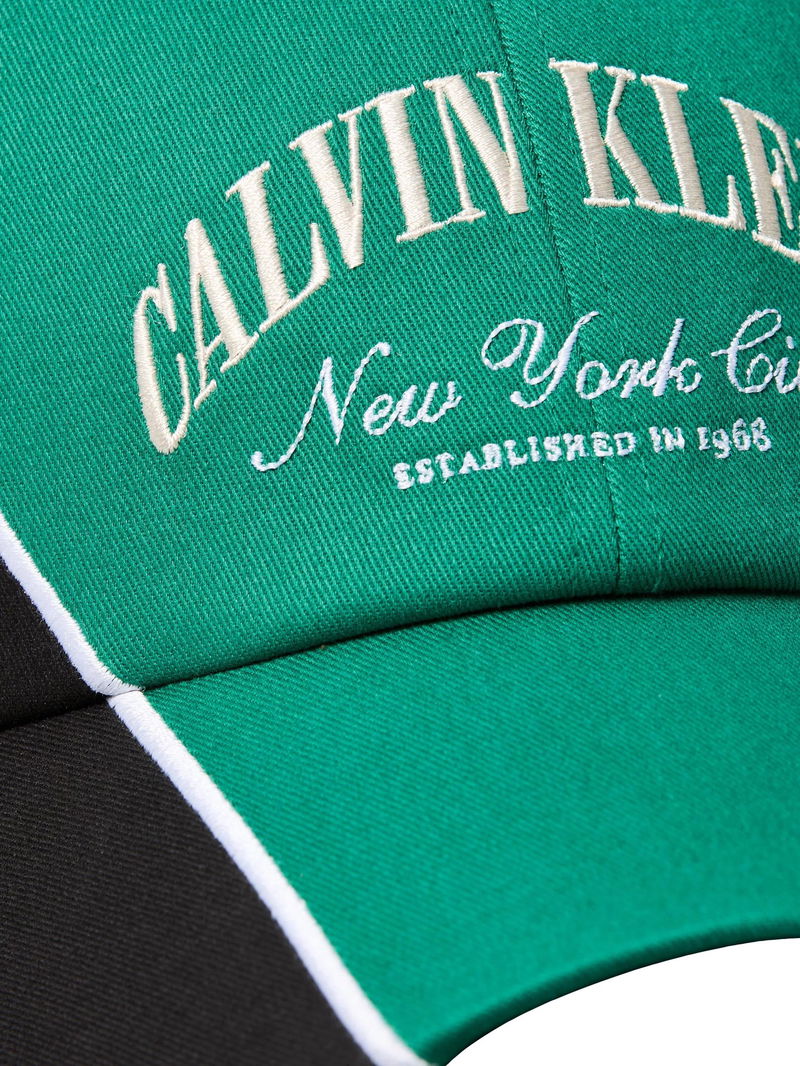 CALVIN KLE
New York Ci
ESTABLISHED IN 1968